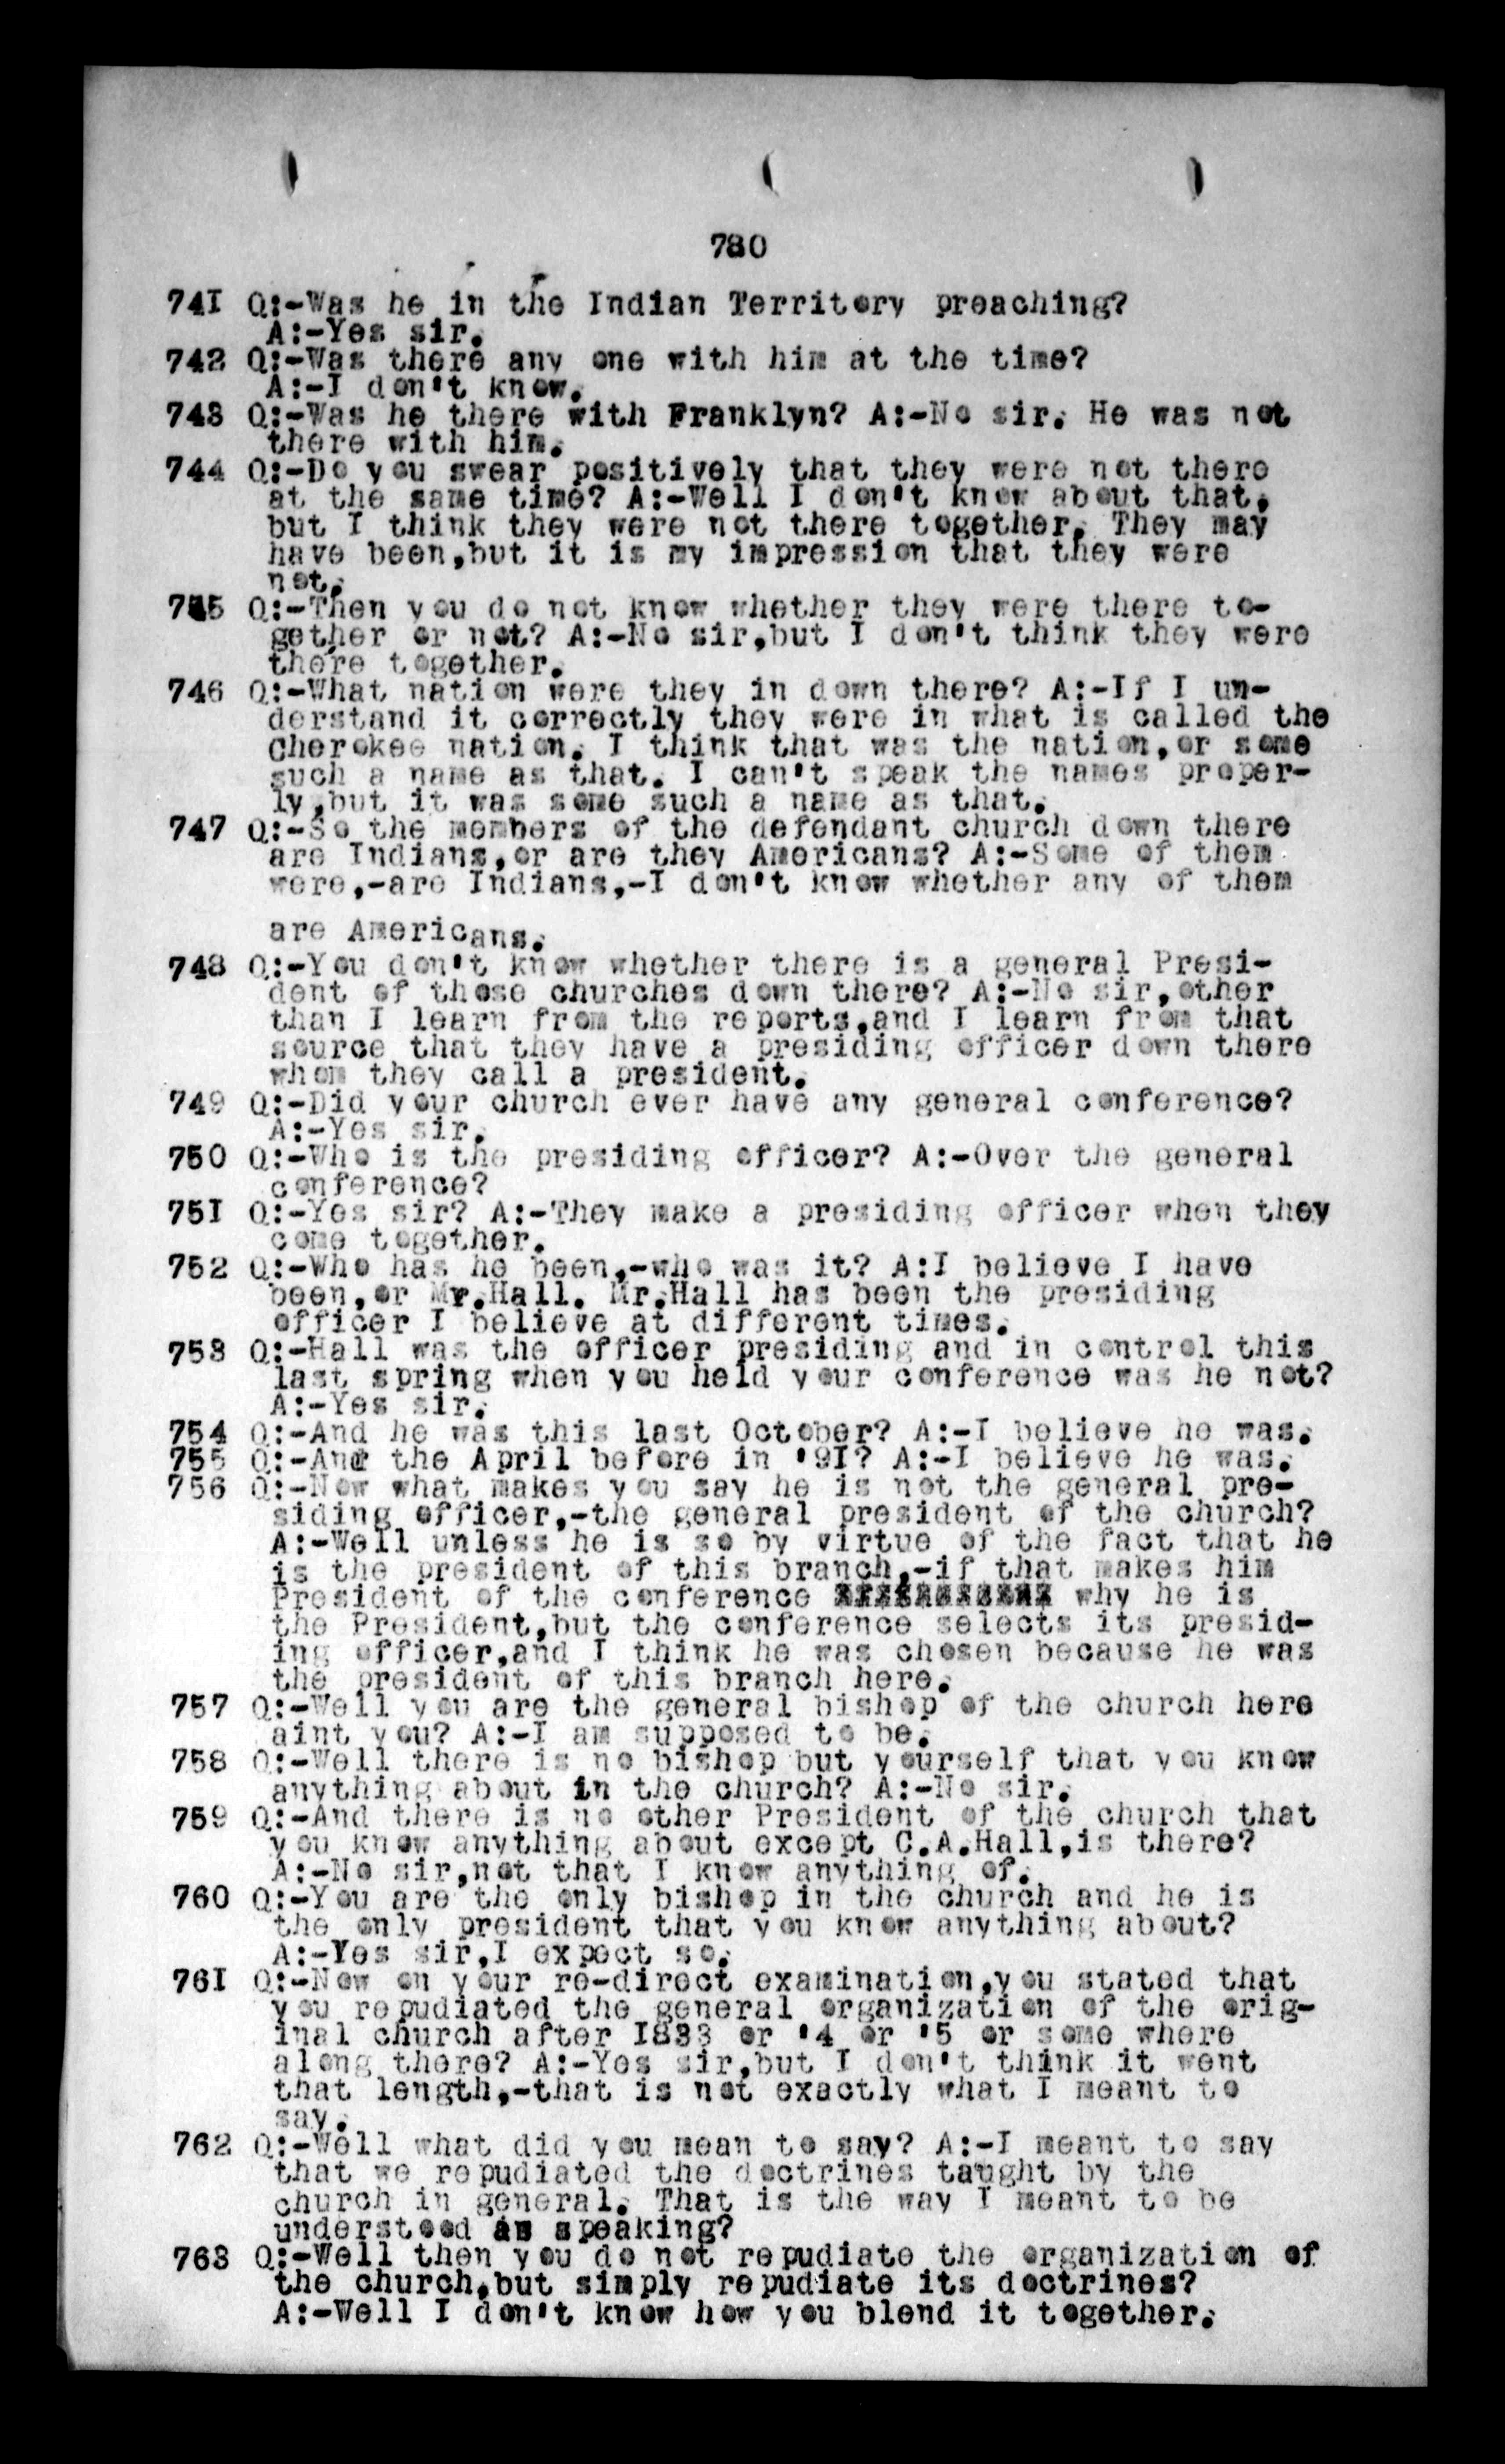 780
741 Q:-Was he in the Indian Territory preaching?
A:-Yes sir.
742 Q:-Was there any one with him at the time?
A:-I don't know.
743 Q:-Was he there with Franklyn? A:-No sir. He was not
there with him.
744 Q:-Do you swear positively that they were not there
at the same time? A:-Well I don't know about that,
but I think they were not there together. They may
have been,but it is my impression that they were
not.
745 Q:-Then you do not know whether they were there to-
gether or not? A:-No sir,but I don't think they were
there together.
746 Q:-What nation were they in down there? A:-If I un-
derstand it correctly they were in what is called the
Cherokee nation. I think that was the nation,or some
such a name as that. I can't speak the names proper-
ly,but it was some such a name as that.
747 Q:-So the members of the defendant church down there
are Indians,or are they Americans? A:-Some of them
were,-are Indians,-I don't know whether any of them
are Americans.
748 Q:-You don't know whether there is a general Presi-
dent of those churches down there? A:-No sir,other
than I learn from the reports,and I learn from that
source that they have a presiding officer down there
whom they call a president.
749 Q:-Did your church ever have any general conference?
A:-Yes sir.
750 Q:-Who is the presiding officer? A:-Over the general
conference?
751 Q:-Yes sir? A:-They make a presiding officer when they
come together.
752 Q:-Who has he been,-who was it? A:I believe I have
been,or Mr.Hall. Mr.Hall has been the presiding
officer I believe at different times.
753 Q:-Hall was the officer presiding and in control this
last spring when you held your conference was he not?
A:-Yes sir.
754 Q:-And he was this last October? A:-I believe he was.
755 Q:-And the April before in '91? A:-I believe he was.
756 Q:-Now what makes you say he is not the general pre-
siding officer,-the general president of the church?
A:-Well unless he is so by virtue of the fact that he
is the president of this branch,-if that makes him
President of the conference why he is
the President,but the conference selects its presid-
ing officer,and I think he was chosen because he was
the president of this branch here.
757 Q:-Well you are the general bishop of the church here
aint you? A:-I am supposed to be.
758 Q:-Well there is no bishop but yourself that you know
anything about in the church? A:-No sir.
759 Q:-And there is no other President of the church that
you know anything about except C.A.Hall,is there?
A:-No sir,not that I know anything of.
760 Q:-You are the only bishop in the church and he is
the only president that you know anything about?
A:-Yes sir,I expect so.
761 Q:-Now on your re-direct examination,you stated that
you repudiated the general organization of the orig-
inal church after 1833 or '4 or '5 or some where
along there? A:-Yes sir,but I don't think it went
that length,-that is not exactly what I meant to
say.
762 Q:-Well what did you mean to say? A:-I meant to say
that we repudiated the doctrines taught by the
church in general. That is the way I meant to be
understood as speaking?
763 Q:-Well then you do not repudiate the organization of
the church,but simply repudiate its doctrines?
A:-Well I don't know how you blend it together.